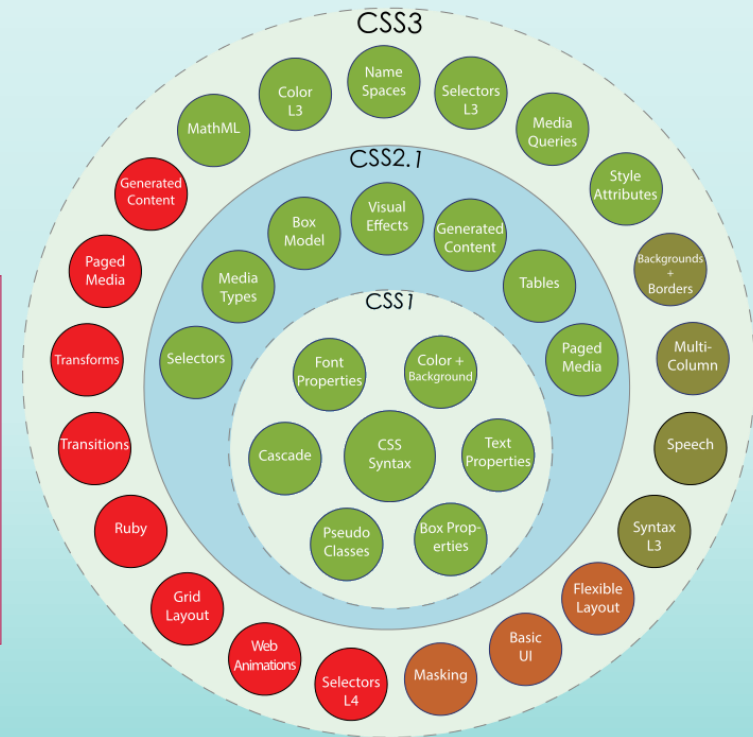 CSS3
Name
Spaces
Color
L3
Selectors
L3
MathML
Media
Queries
Generated
Content
Style
Attributes
Paged
Media
Backgrounds
+
Borders
Transforms
Multi-
Column
Transitions
Speech
Ruby
Syntax
L3
Grid
Layout
Flexible
Layout
Web
Animations
Basic
UI
Selectors
L4
Masking
CSS2.1
Visual
Effects
Box
Model
Generated
Content
Media
Types
Tables
Selectors
Paged
Media
CSS1
Font
Properties
Color +
Background
Cascade
CSS
Syntax
Text
Properties
Pseudo
Classes
Box Prop-
erties